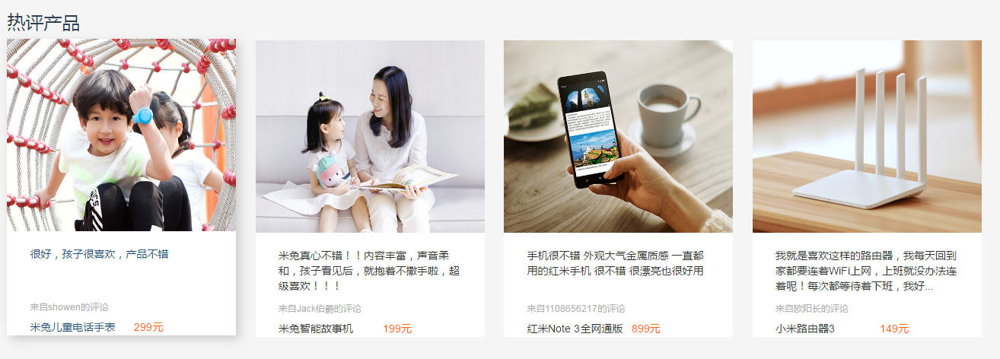 热评产品
很好，孩子很喜欢，产品不错
来自showen的评论
米兔儿童电话手表 299元
米兔真心不错！！内容丰富，声音柔
和，孩子看见后，就抱着不撒手啦，超
级喜欢！！！
来自Jack伯爵的评论
米兔智能故事机 199元
手机很不错 外观大气金属质感 一直都
用的红米手机 很不错 很漂亮也很好用
来自1108656217的评论
红米Note 3全网通版 899元
我就是喜欢这样的路由器，我每天回到
家都要连着WiFi上网，上班就没办法连
着呢！每次都等待着下班，我好...
来自欧阳长的评论
小米路由器3 149元